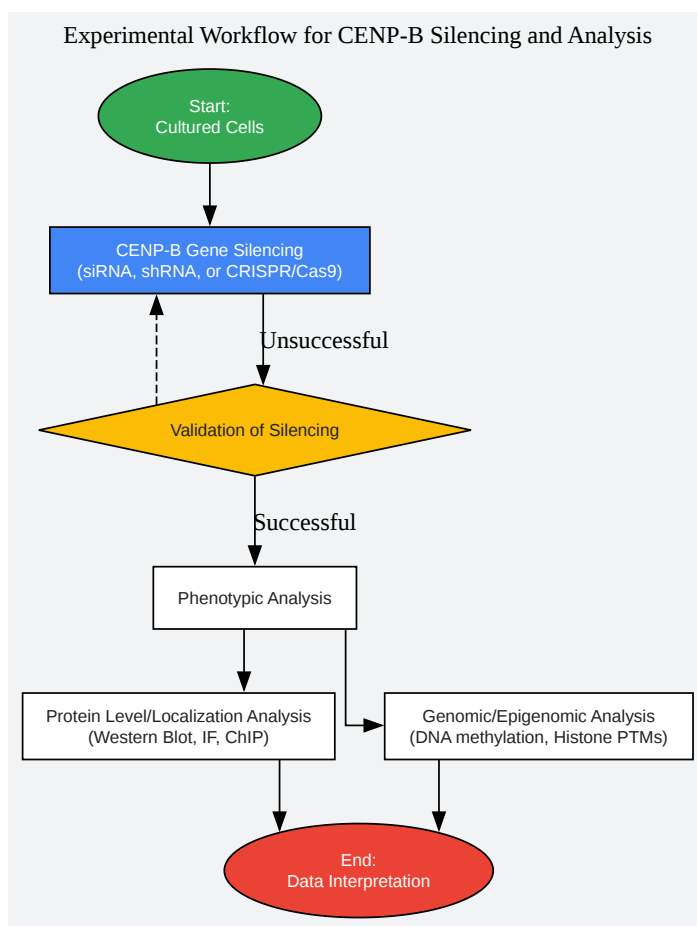 Experimental Workflow for CENP-B Silencing and Analysis
Start:
Cultured Cells
CENP-B Gene Silencing
(siRNA, shRNA, or CRISPR/Cas9)
Unsuccessful
Validation of Silencing
Successful
Phenotypic Analysis
Protein Level/Localization Analysis
(Western Blot, IF, ChIP)
Genomic/Epigenomic Analysis
(DNA methylation, Histone PTMs)
End:
Data Interpretation